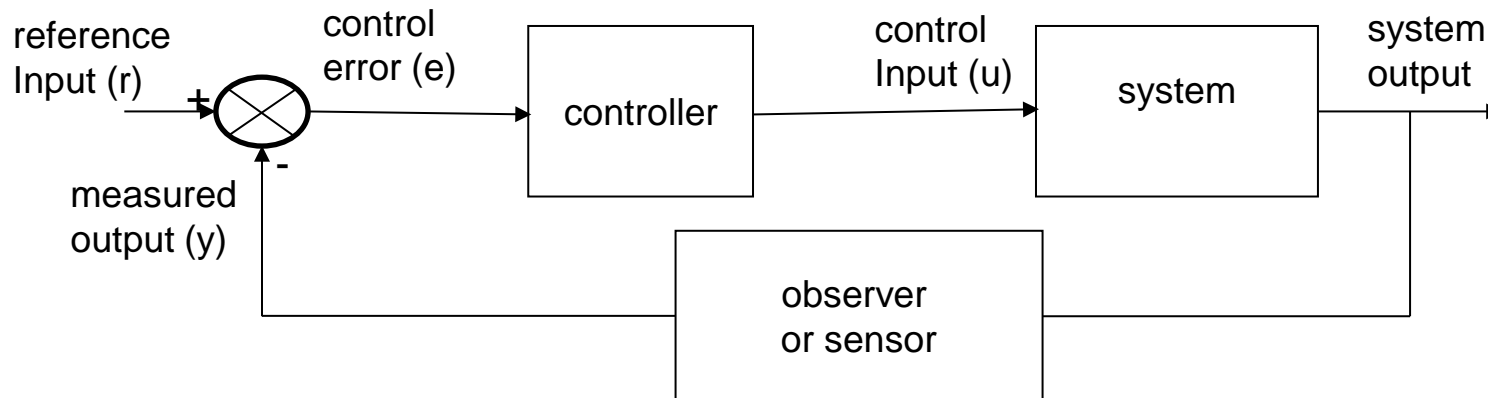 reference
Input (r)
control
error (e)
controller
control
Input (u)
system
system
output
+
-
measured
output (y)
observer
or sensor